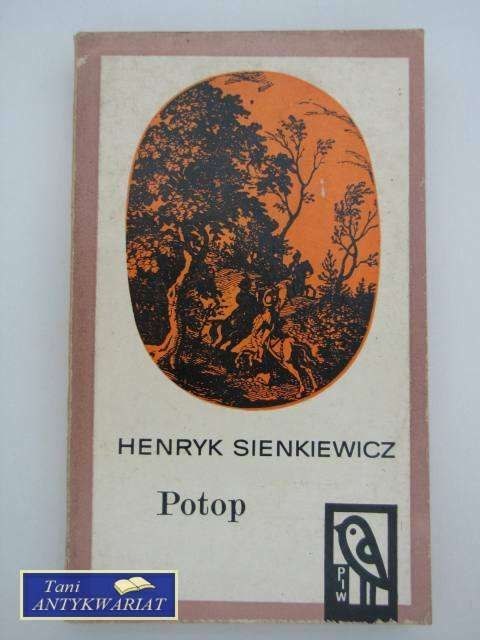 HENRYK SIENKIEWICZ
Potop
PIW
Tani
ANTYKWARIAT